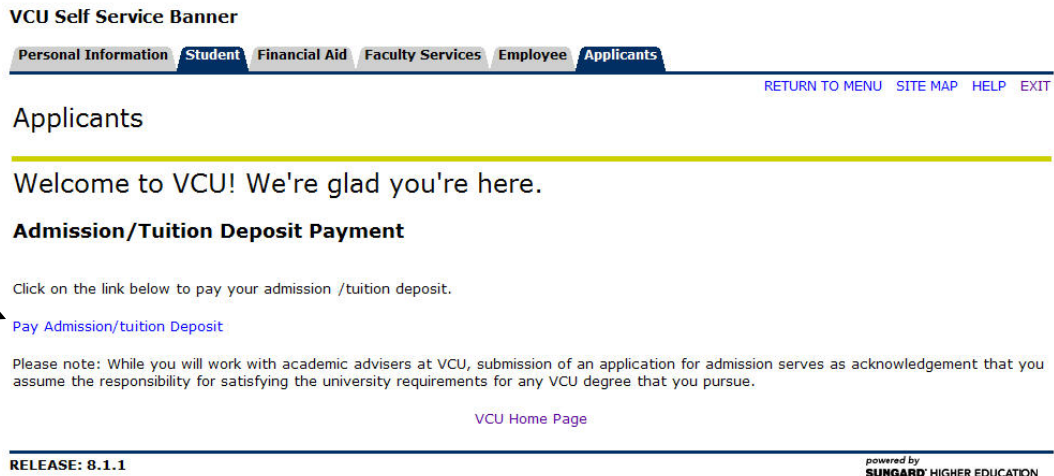 VCU Self Service Banner
Personal Information Student Financial Aid Faculty Services Employee Applicants
RETURN TO MENU SITE MAP HELP EXIT
Applicants
Welcome to VCU! We're glad you're here.
Admission/Tuition Deposit Payment
Click on the link below to pay your admission /tuition deposit.
Pay Admission/tuition Deposit
Please note: While you will work with academic advisers at VCU, submission of an application for admission serves as acknowledgement that you
assume the responsibility for satisfying the university requirements for any VCU degree that you pursue.
VCU Home Page
RELEASE: 8.1.1
powered by
SUNGARD' HIGHER EDUCATION